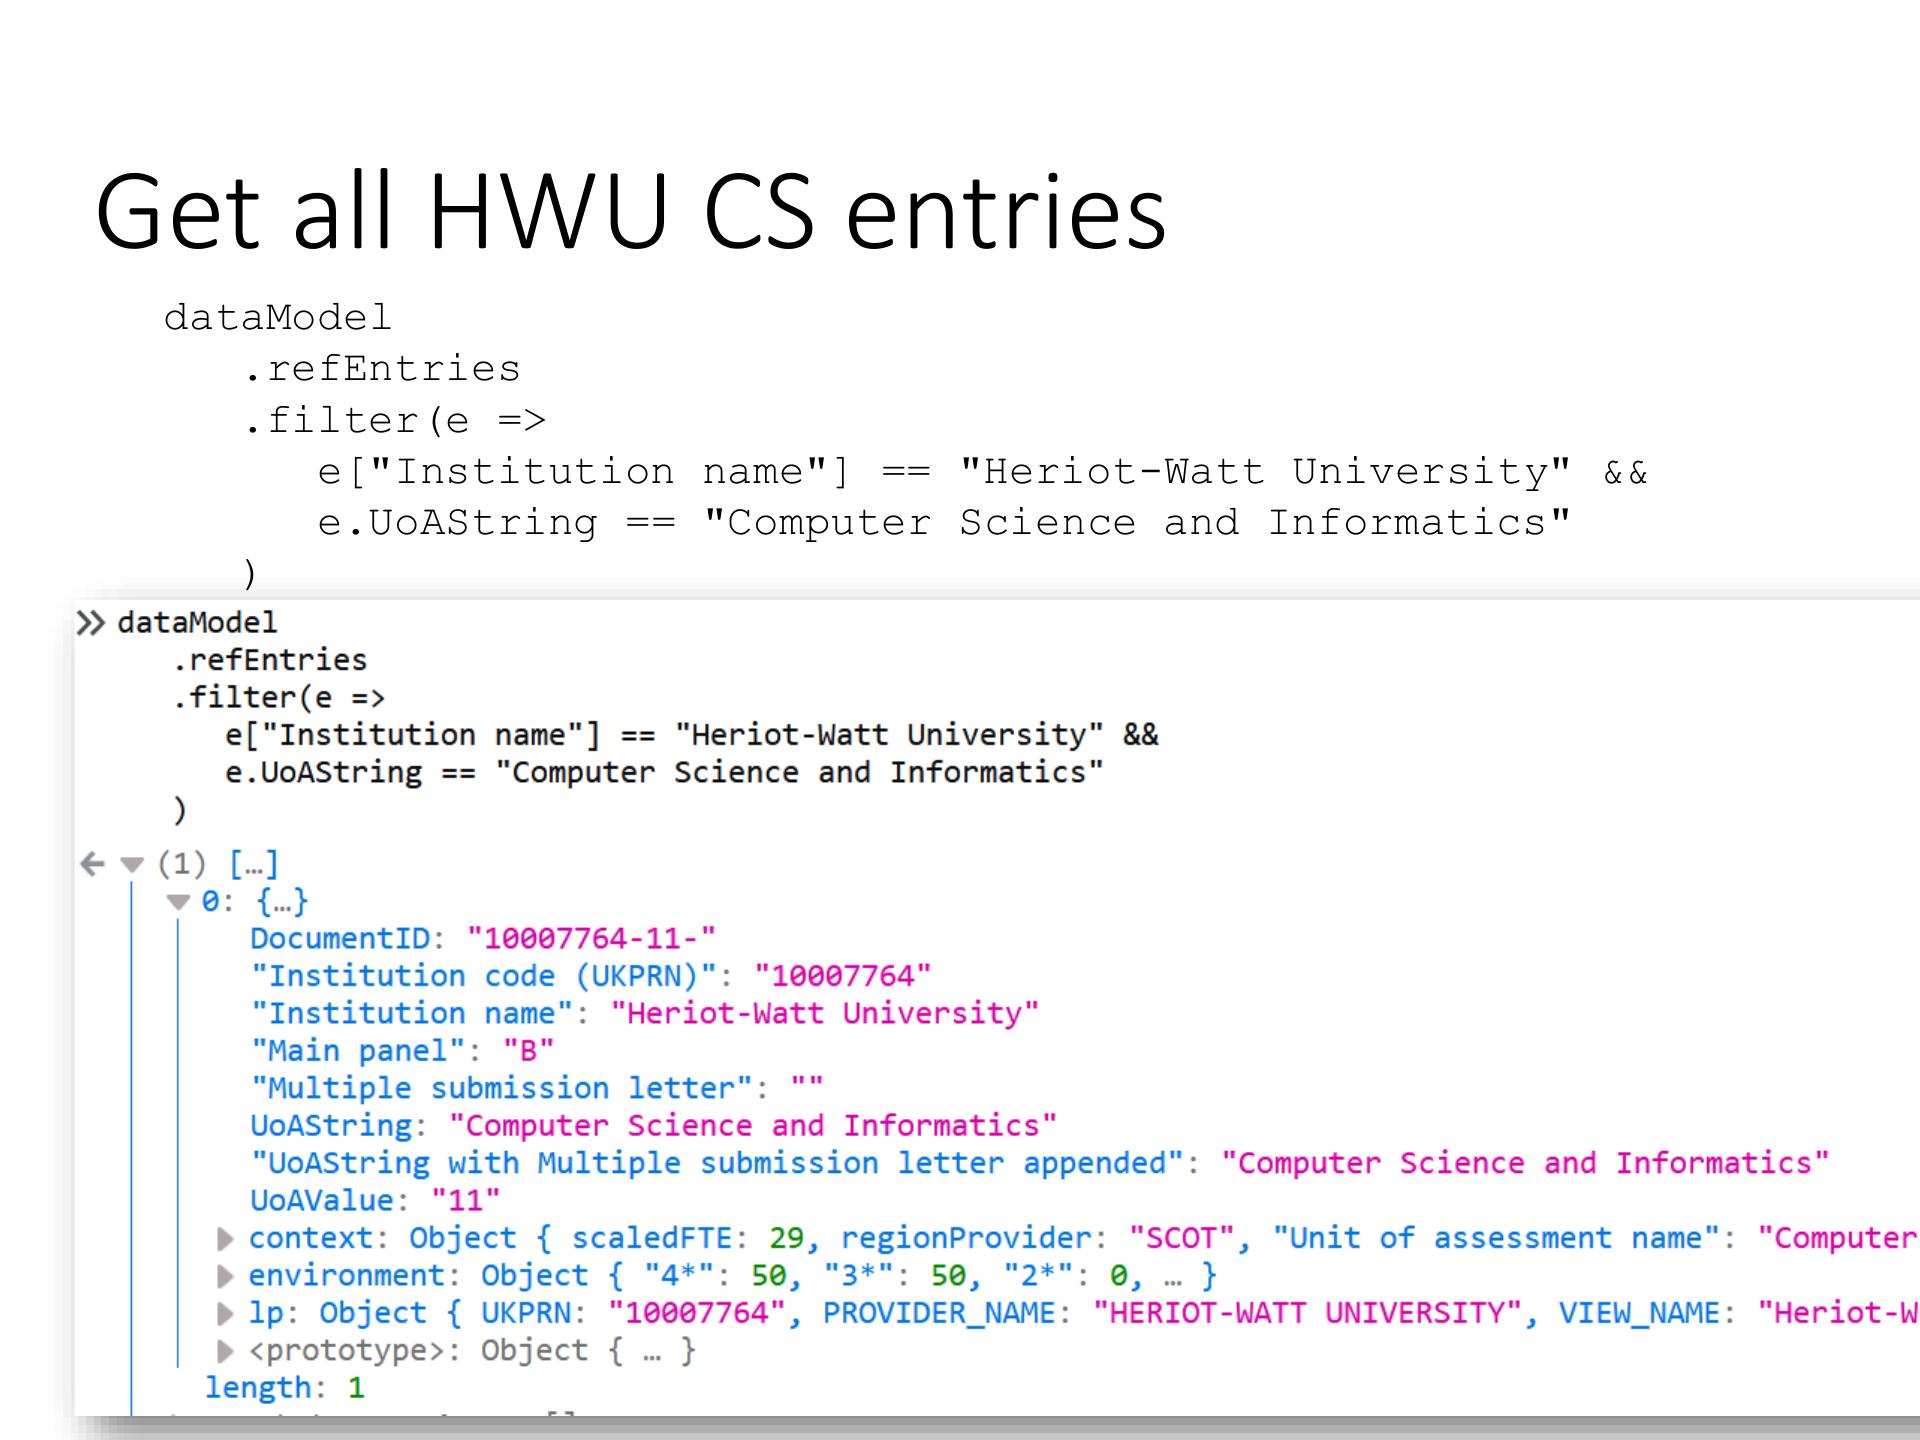 Get all HWU CS entries
dataModel
.refEntries
.filter(e =>
e["Institution name"] == "Heriot-Watt University" &&
e.UoAString == "Computer Science and Informatics"
)
dataModel
.refEntries
.filter(e =>
e["Institution name"] == "Heriot-Watt University" &&
e.UoAString == "Computer Science and Informatics"
)
(1) […]
0: {…}
DocumentID: "10007764-11-"
"Institution code (UKPRN)": "10007764"
"Institution name": "Heriot-Watt University"
"Main panel": "B"
"Multiple submission letter": ""
UoAString: "Computer Science and Informatics"
"UoAString with Multiple submission letter appended": "Computer Science and Informatics"
UoAValue: "11"
context: Object { scaledFTE: 29, regionProvider: "SCOT", "Unit of assessment name": "Computer
environment: Object { "4*": 50, "3*": 50, "2*": 0, … }
lp: Object { UKPRN: "10007764", PROVIDER_NAME: "HERIOT-WATT UNIVERSITY", VIEW_NAME: "Heriot-W
<prototype>: Object { … }
length: 1